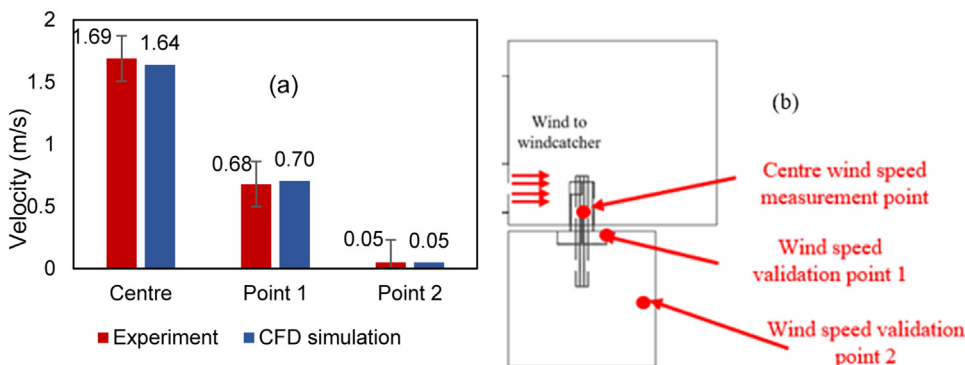 2
1.5
1
0.5
0
Velocity (m/s)
1.69
1.64
0.68
0.70
0.05
0.05
(a)
Centre
Point 1
Point 2
Experiment
CFD simulation
(b)
Wind to
windcatcher
Centre wind speed
measurement point
Wind speed
validation point 1
Wind speed validation
point 2